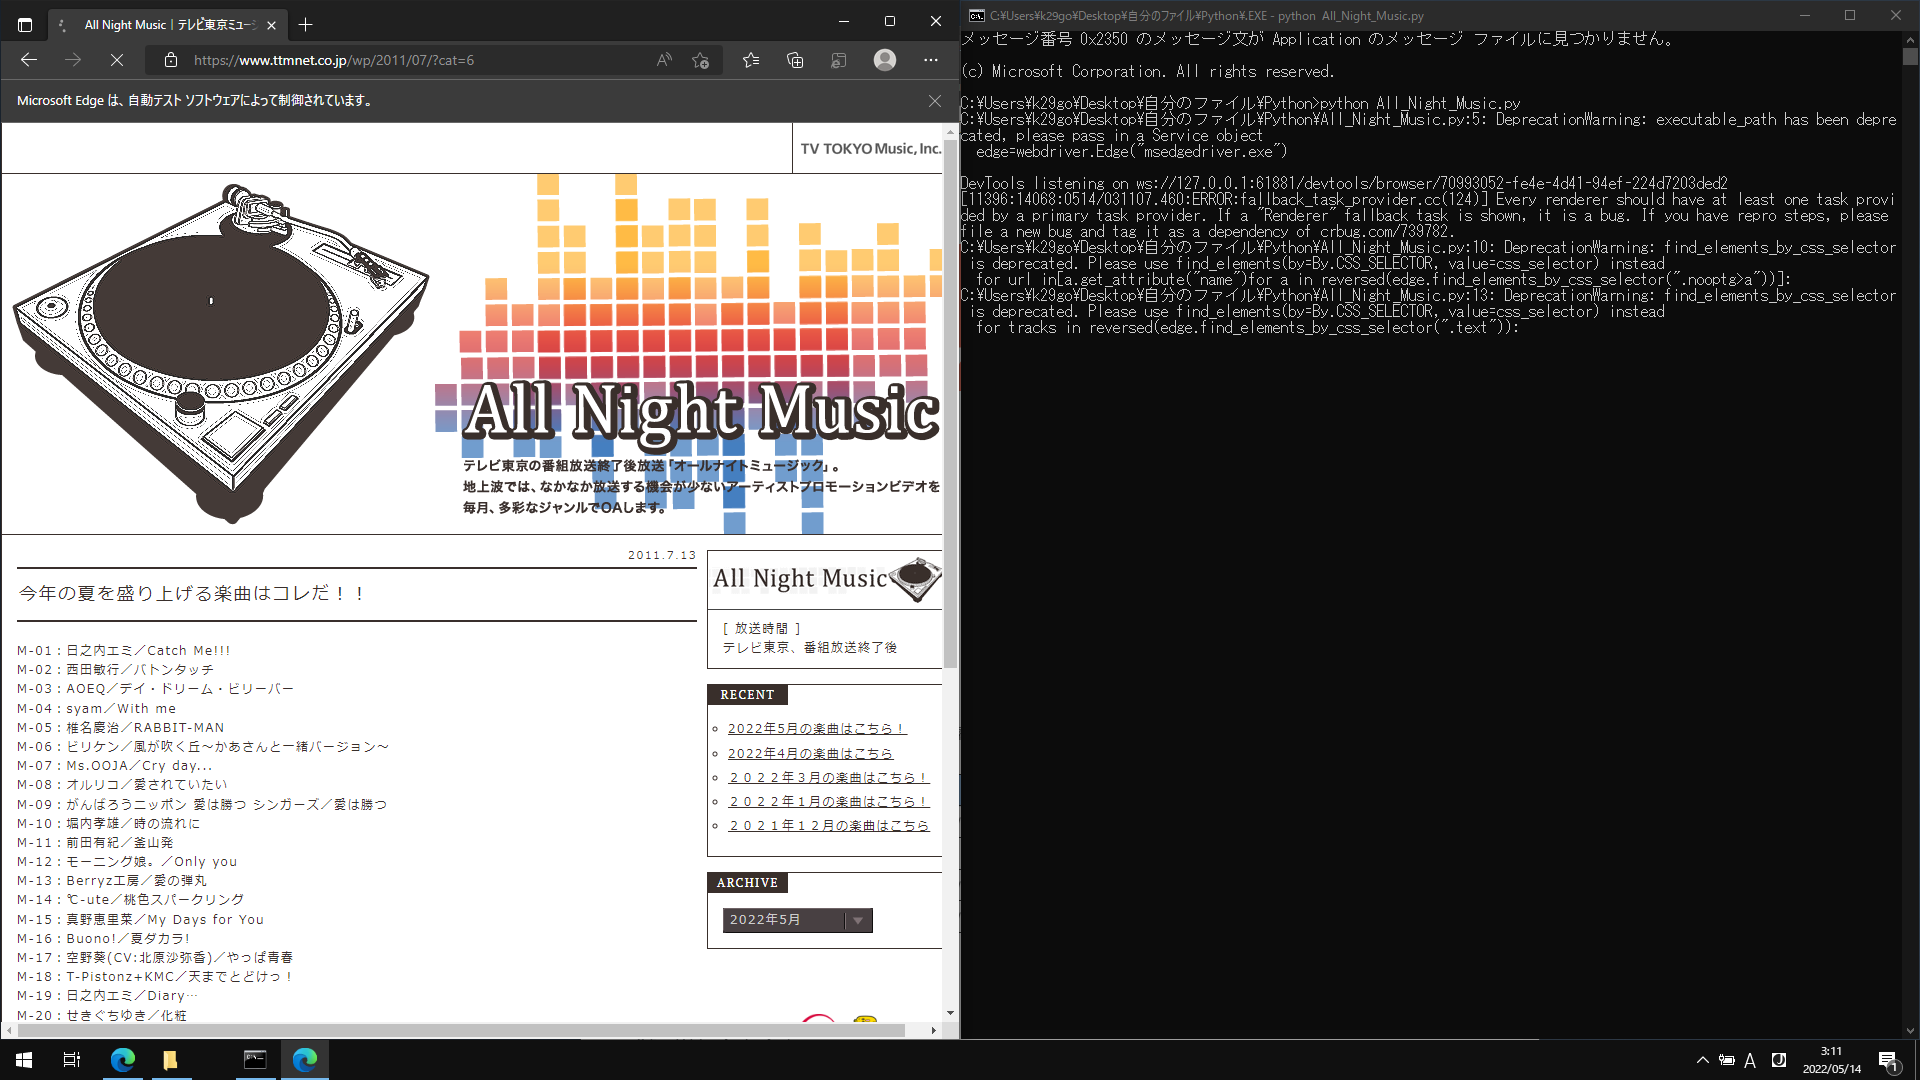 All Night Music | テレビ東京ミュー
https://www.ttmnet.co.jp/wp/2011/07/?cat=6
Microsoft Edge は、自動テスト ソフトウェアによって制御されています。
TV TOKYO Music, Inc.
All Night Music
テレビ東京の番組放送終了後放送「オールナイトミュージック」。
地上波では、なかなか放送する機会が少ないアーティストプロモーションビデオを
毎月、多彩なジャンルでOAします。
2011.7.13
今年の夏を盛り上げる楽曲はコレだ！！
M-01：日之内エミ／Catch Me!!!
M-02：西田敏行／バトンタッチ
M-03：AOEQ／デイ・ドリーム・ビリーバー
M-04：syam／With me
M-05：椎名慶治／RABBIT-MAN
M-06：ビリケン／風が吹く丘～かあさんと一緒バージョン～
M-07：Ms.OOJA／Cry day...
M-08：オルリコ／愛されていたい
M-09：がんばろうニッポン 愛は勝つ シンガーズ／愛は勝つ
M-10：堀内孝雄／時の流れに
M-11：前田有紀／釜山発
M-12：モーニング娘。／Only you
M-13：Berryz工房／愛の弾丸
M-14：℃-ute／桃色スパークリング
M-15：真野恵里菜／My Days for You
M-16：Buono!／夏ダカラ!
M-17：空野葵(CV:北原沙弥香)／やっぱ青春
M-18：T-Pistonz+KMC／天までとどけっ！
M-19：日之内エミ／Diary…
M-20：せきぐちゆき／化粧
All Night Music
[ 放送時間 ]
テレビ東京、番組放送終了後
RECENT
2022年5月の楽曲はこちら！
2022年4月の楽曲はこちら
２０２２年３月の楽曲はこちら！
２０２２年１月の楽曲はこちら！
２０２１年１２月の楽曲はこちら
ARCHIVE
2022年5月
C:¥Users¥k29go¥Desktop¥自分のファイル¥Python¥.EXE - python  All_Night_Music.py
メッセージ番号 0x2350 のメッセージ文が Application のメッセージ ファイルに見つかりません。
(c) Microsoft Corporation. All rights reserved.
C:¥Users¥k29go¥Desktop¥自分のファイル¥Python>python All_Night_Music.py
C:¥Users¥k29go¥Desktop¥自分のファイル¥Python¥All_Night_Music.py:5: DeprecationWarning: executable_path has been depre
cated, please pass in a Service object
  edge=webdriver.Edge("msedgedriver.exe")
DevTools listening on ws://127.0.0.1:61881/devtools/browser/70993052-fe4e-4d41-94ef-224d7203ded2
[11396:14068:0514/031107.460:ERROR:fallback_task_provider.cc(124)] Every renderer should have at least one task provi
ded by a primary task provider. If a "Renderer" fallback task is shown, it is a bug. If you have repro steps, please
file a new bug and tag it as a dependency of crbug.com/739782.
C:¥Users¥k29go¥Desktop¥自分のファイル¥Python¥All_Night_Music.py:10: DeprecationWarning: find_elements_by_css_selector
 is deprecated. Please use find_elements(by=By.CSS_SELECTOR, value=css_selector) instead
  for url in[a.get_attribute("name")for a in reversed(edge.find_elements_by_css_selector(".nooptg>a"))]:
C:¥Users¥k29go¥Desktop¥自分のファイル¥Python¥All_Night_Music.py:13: DeprecationWarning: find_elements_by_css_selector
 is deprecated. Please use find_elements(by=By.CSS_SELECTOR, value=css_selector) instead
  for tracks in reversed(edge.find_elements_by_css_selector(".text")):
A
3:11
2022/05/14
1